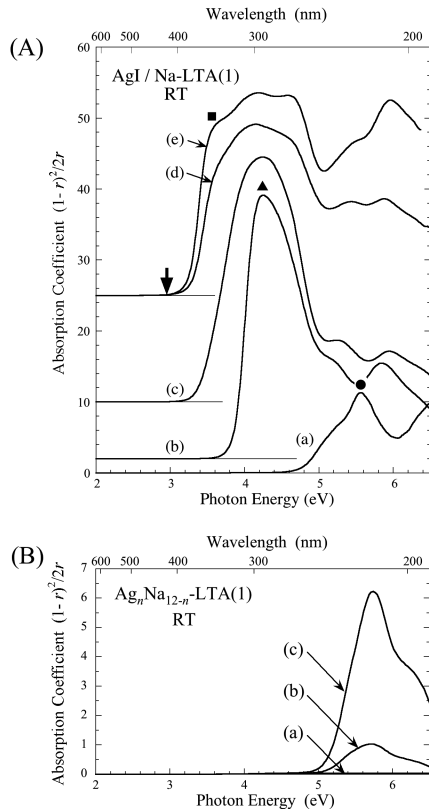 Wavelength (nm)
600 500 400 300 200
(A)
60
AgI / Na-LTA(1)
RT
50
(e)
(d)
40
Absorption Coefficient (1- r)²/2r
30
20
(c)
10
(b)
(a)
0
2 3 4 5 6
Photon Energy (eV)
(B)
Wavelength (nm)
600 500 400 300 200
7
AgₙNa₁₂₋ₙ-LTA(1)
RT
6
5
(c)
4
Absorption Coefficient (1- r)²/2r
3
(b)
2
(a)
1
0
2 3 4 5 6
Photon Energy (eV)